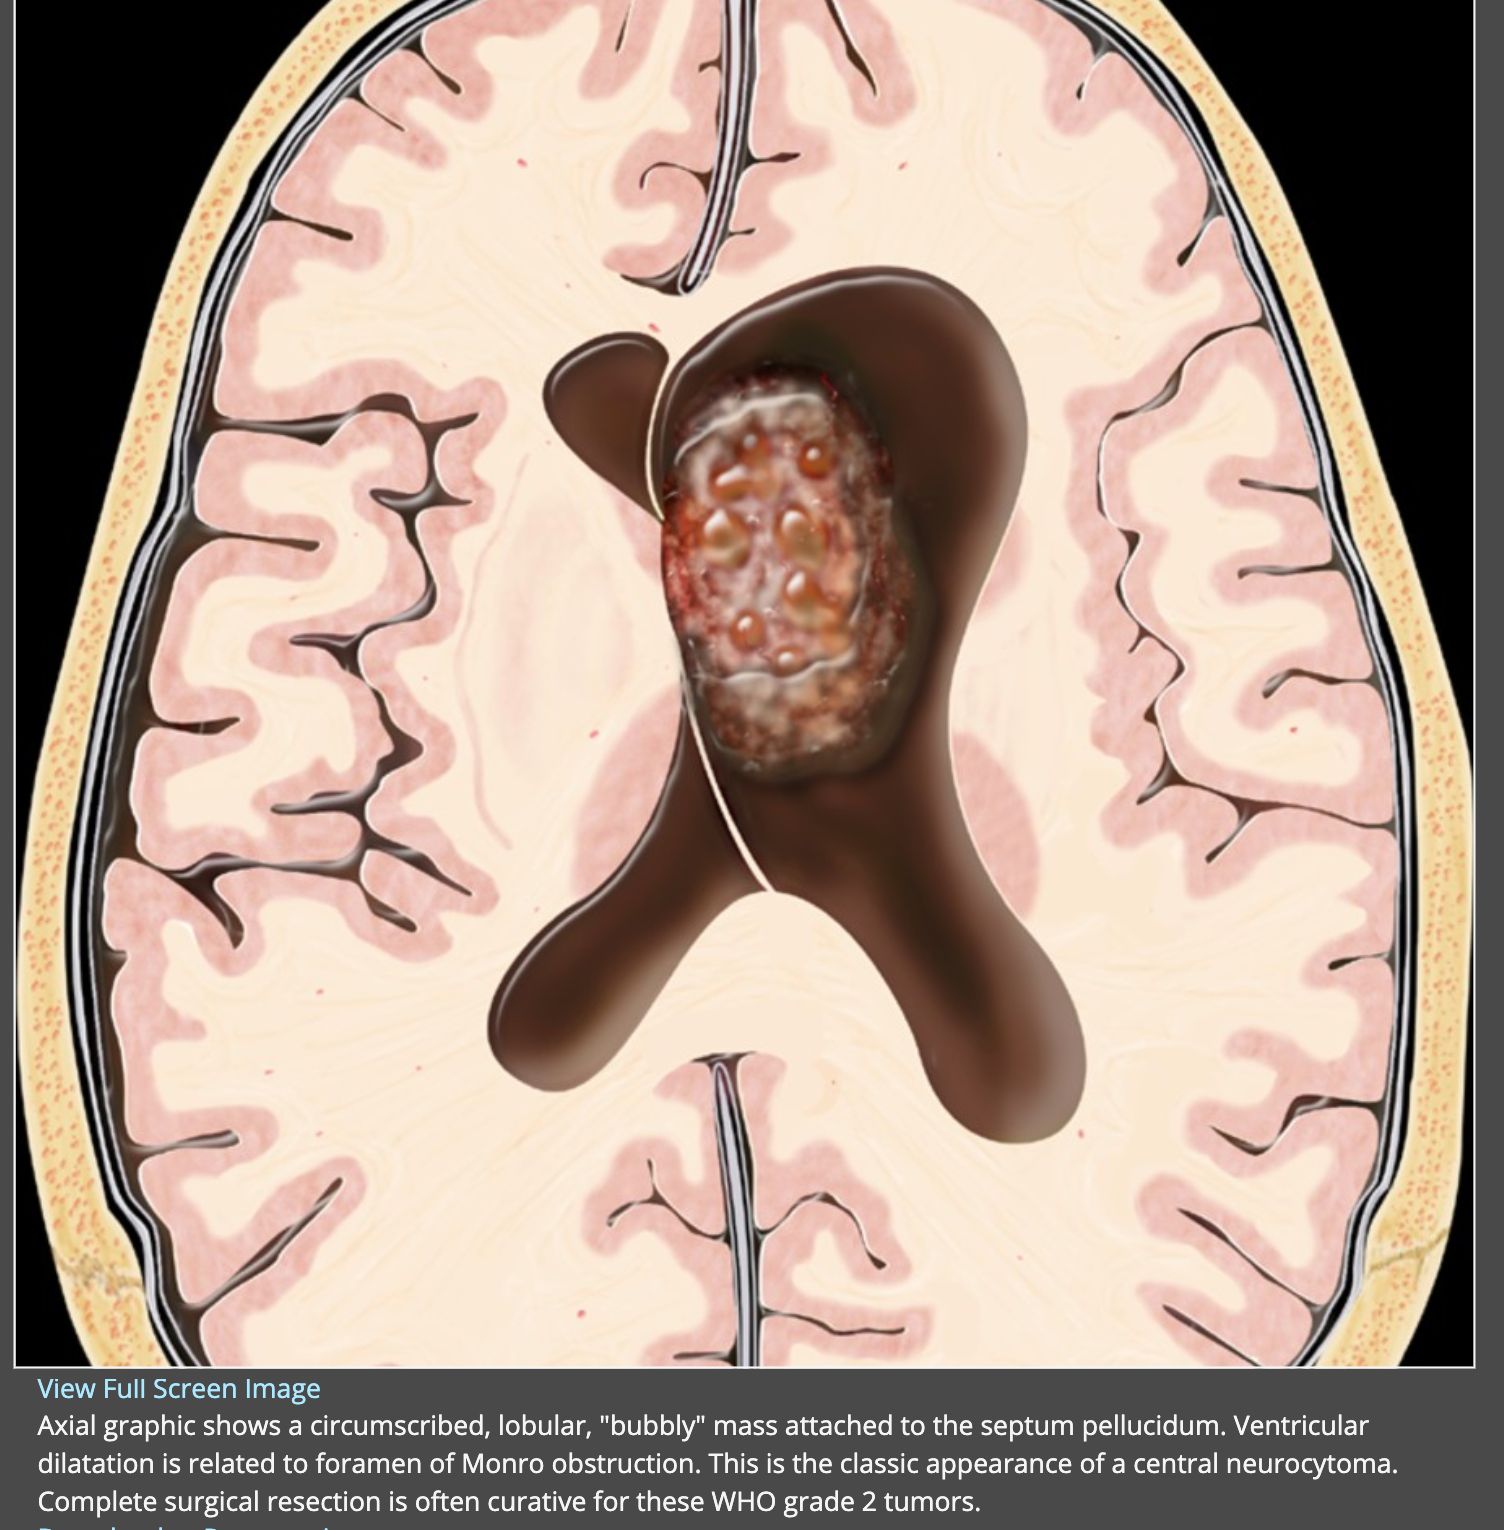 View Full Screen Image
Axial graphic shows a circumscribed, lobular, "bubbly" mass attached to the septum pellucidum. Ventricular
dilatation is related to foramen of Monro obstruction. This is the classic appearance of a central neurocytoma.
Complete surgical resection is often curative for these WHO grade 2 tumors.